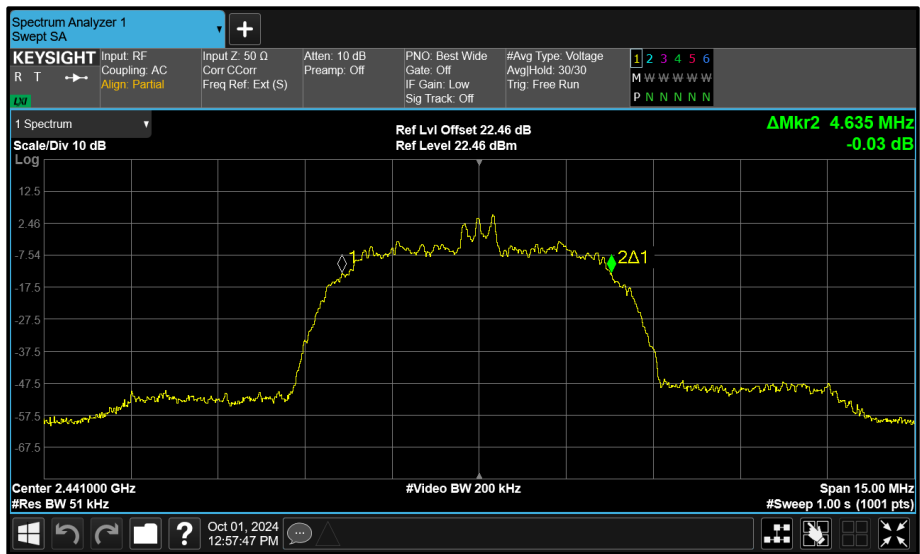 Spectrum Analyzer 1
Swept SA
+
KEYSIGHT
R T
LXI
Input: RF
Coupling: AC
Align: Partial
Input Z: 50 Ω
Corr CCorr
Freq Ref: Ext (S)
Atten: 10 dB
Preamp: Off
PNO: Best Wide
Gate: Off
IF Gain: Low
Sig Track: Off
#Avg Type: Voltage
Avg|Hold: 30/30
Trig: Free Run
1 2 3 4 5 6
M W W W W W
P N N N N N
1 Spectrum
Scale/Div 10 dB
Ref Lvl Offset 22.46 dB
Ref Level 22.46 dBm
ΔMkr2 4.635 MHz
-0.03 dB
Log
12.5
2.46
-7.54
-17.5
-27.5
-37.5
-47.5
-57.5
-67.5
1
2Δ1
Center 2.441000 GHz
#Res BW 51 kHz
#Video BW 200 kHz
Span 15.00 MHz
#Sweep 1.00 s (1001 pts)
?
Oct 01, 2024
12:57:47 PM